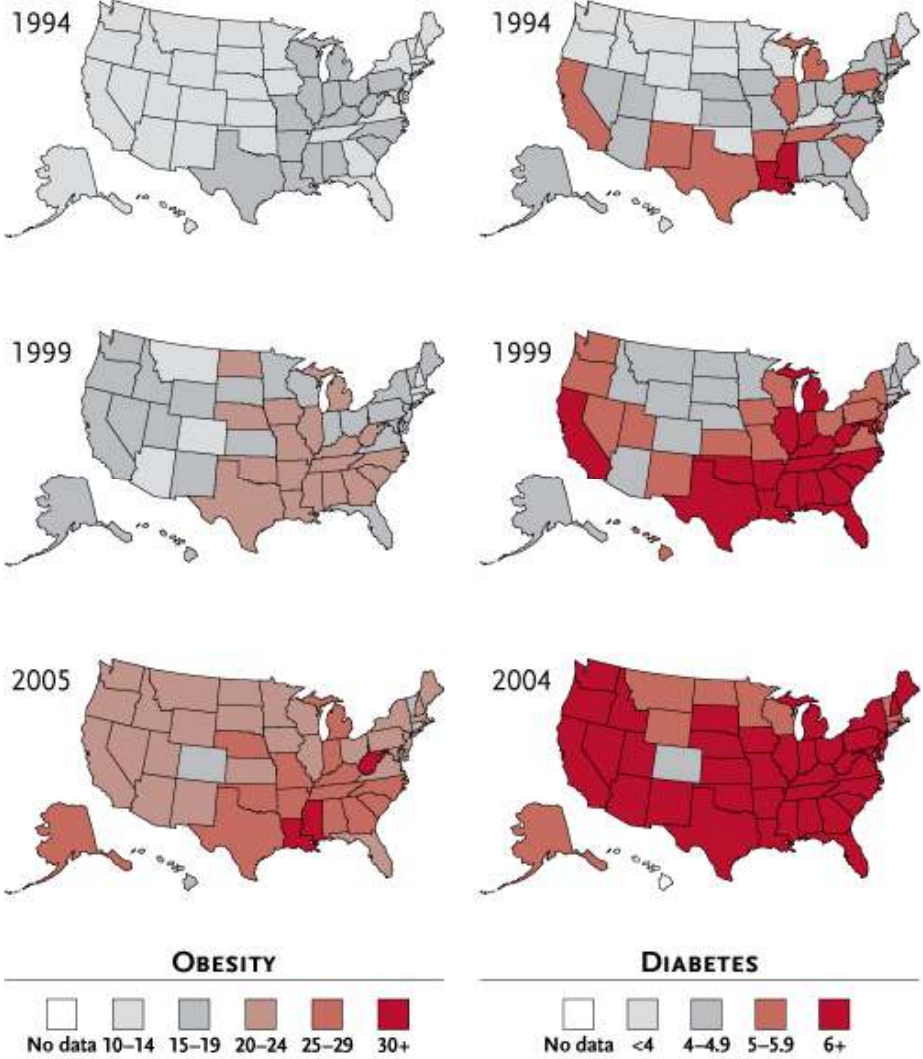 1994
1994
1999
1999
2005
2004
OBESITY
DIABETES
No data 10–14 15–19 20–24 25–29 30+
No data <4 4–4.9 5–5.9 6+